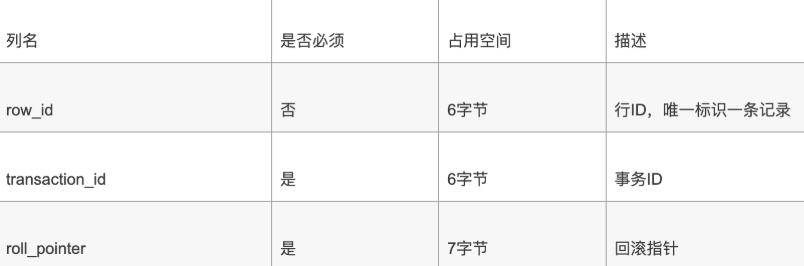 列名 是否必须 占用空间 描述
row_id 否 6字节 行ID，唯一标识一条记录
transaction_id 是 6字节 事务ID
roll_pointer 是 7字节 回滚指针